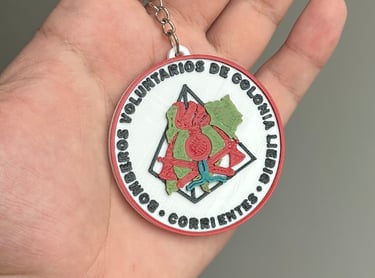 BOMBEROS VOLUNTARIOS DE COLONIA LIEBIG
• CORRIENTES •